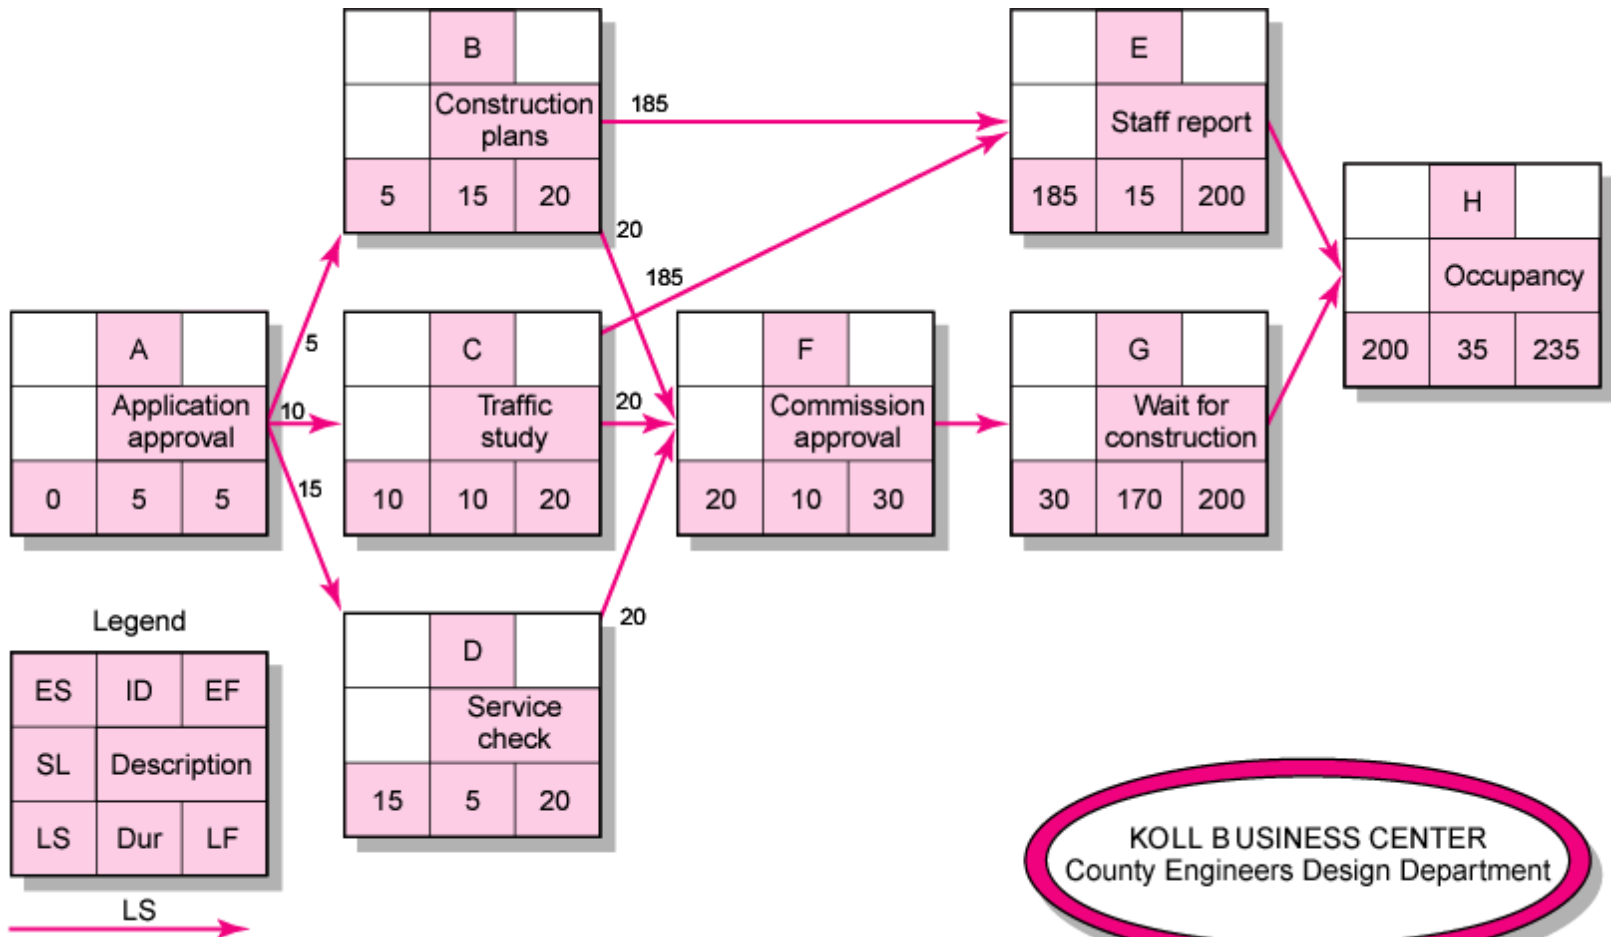 B
Construction
plans
5 15 20
E
Staff report
185 15 200
185
H
Occupancy
200 35 235
20
185
A
Application
approval
0 5 5
5
10
15
C
Traffic
study
10 10 20
20
F
Commission
approval
20 10 30
G
Wait for
construction
30 170 200
D
Service
check
15 5 20
20
Legend
ES ID EF
SL Description
LS Dur LF
LS
KOLL BUSINESS CENTER
County Engineers Design Department